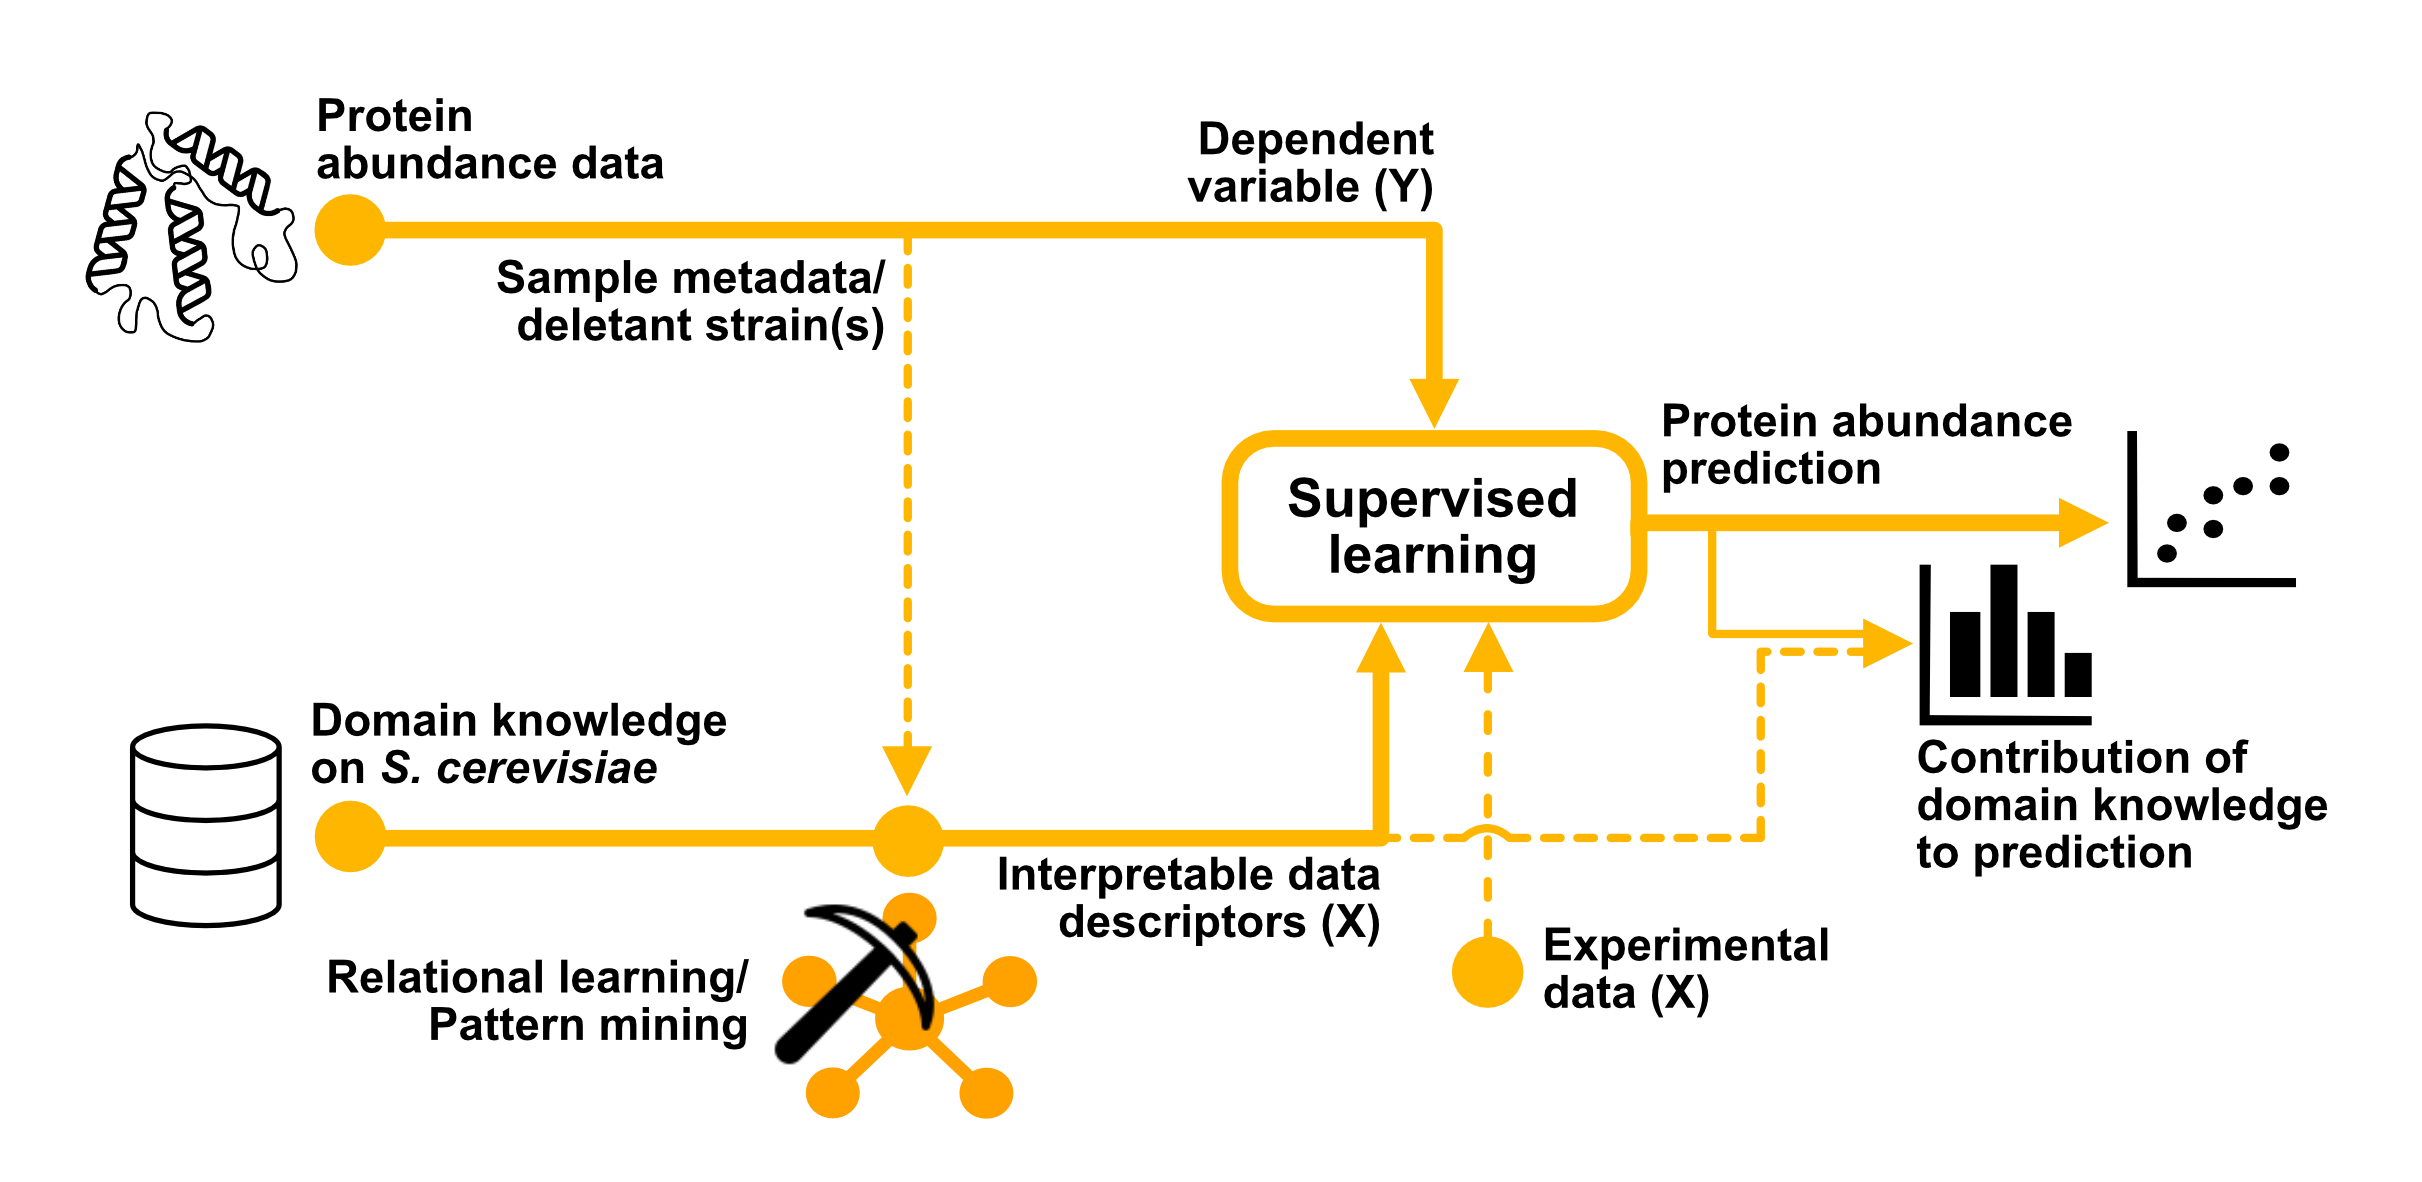 Protein
abundance data
Dependent
variable (Y)
Sample metadata/
deletant strain(s)
Protein abundance
prediction
Supervised
learning
Domain knowledge
on S. cerevisiae
Contribution of
domain knowledge
to prediction
Interpretable data
descriptors (X)
Experimental
data (X)
Relational learning/
Pattern mining